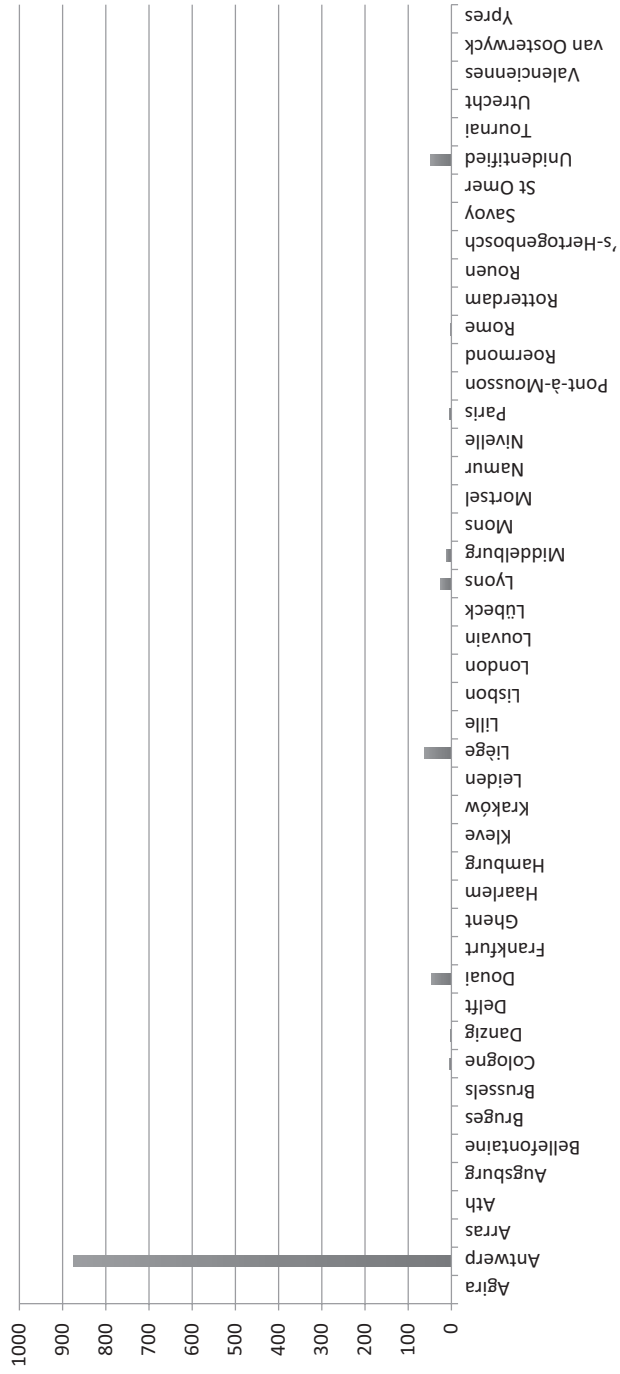 1000
900
800
700
600
500
400
300
200
100
0
Agira
Antwerp
Arras
Ath
Augsburg
Bellefontaine
Bruges
Brussels
Cologne
Danzig
Delft
Douai
Frankfurt
Ghent
Haarlem
Hamburg
Kleve
Kraków
Leiden
Liège
Lille
Lisbon
London
Louvain
Lübeck
Lyons
Middelburg
Mons
Mortsel
Namur
Nivelle
Paris
Pont-à-Mousson
Roermond
Rome
Rotterdam
Rouen
's-Hertogenbosch
Savoy
St Omer
Unidentified
Tournai
Utrecht
Valenciennes
van Oosterwyck
Ypres